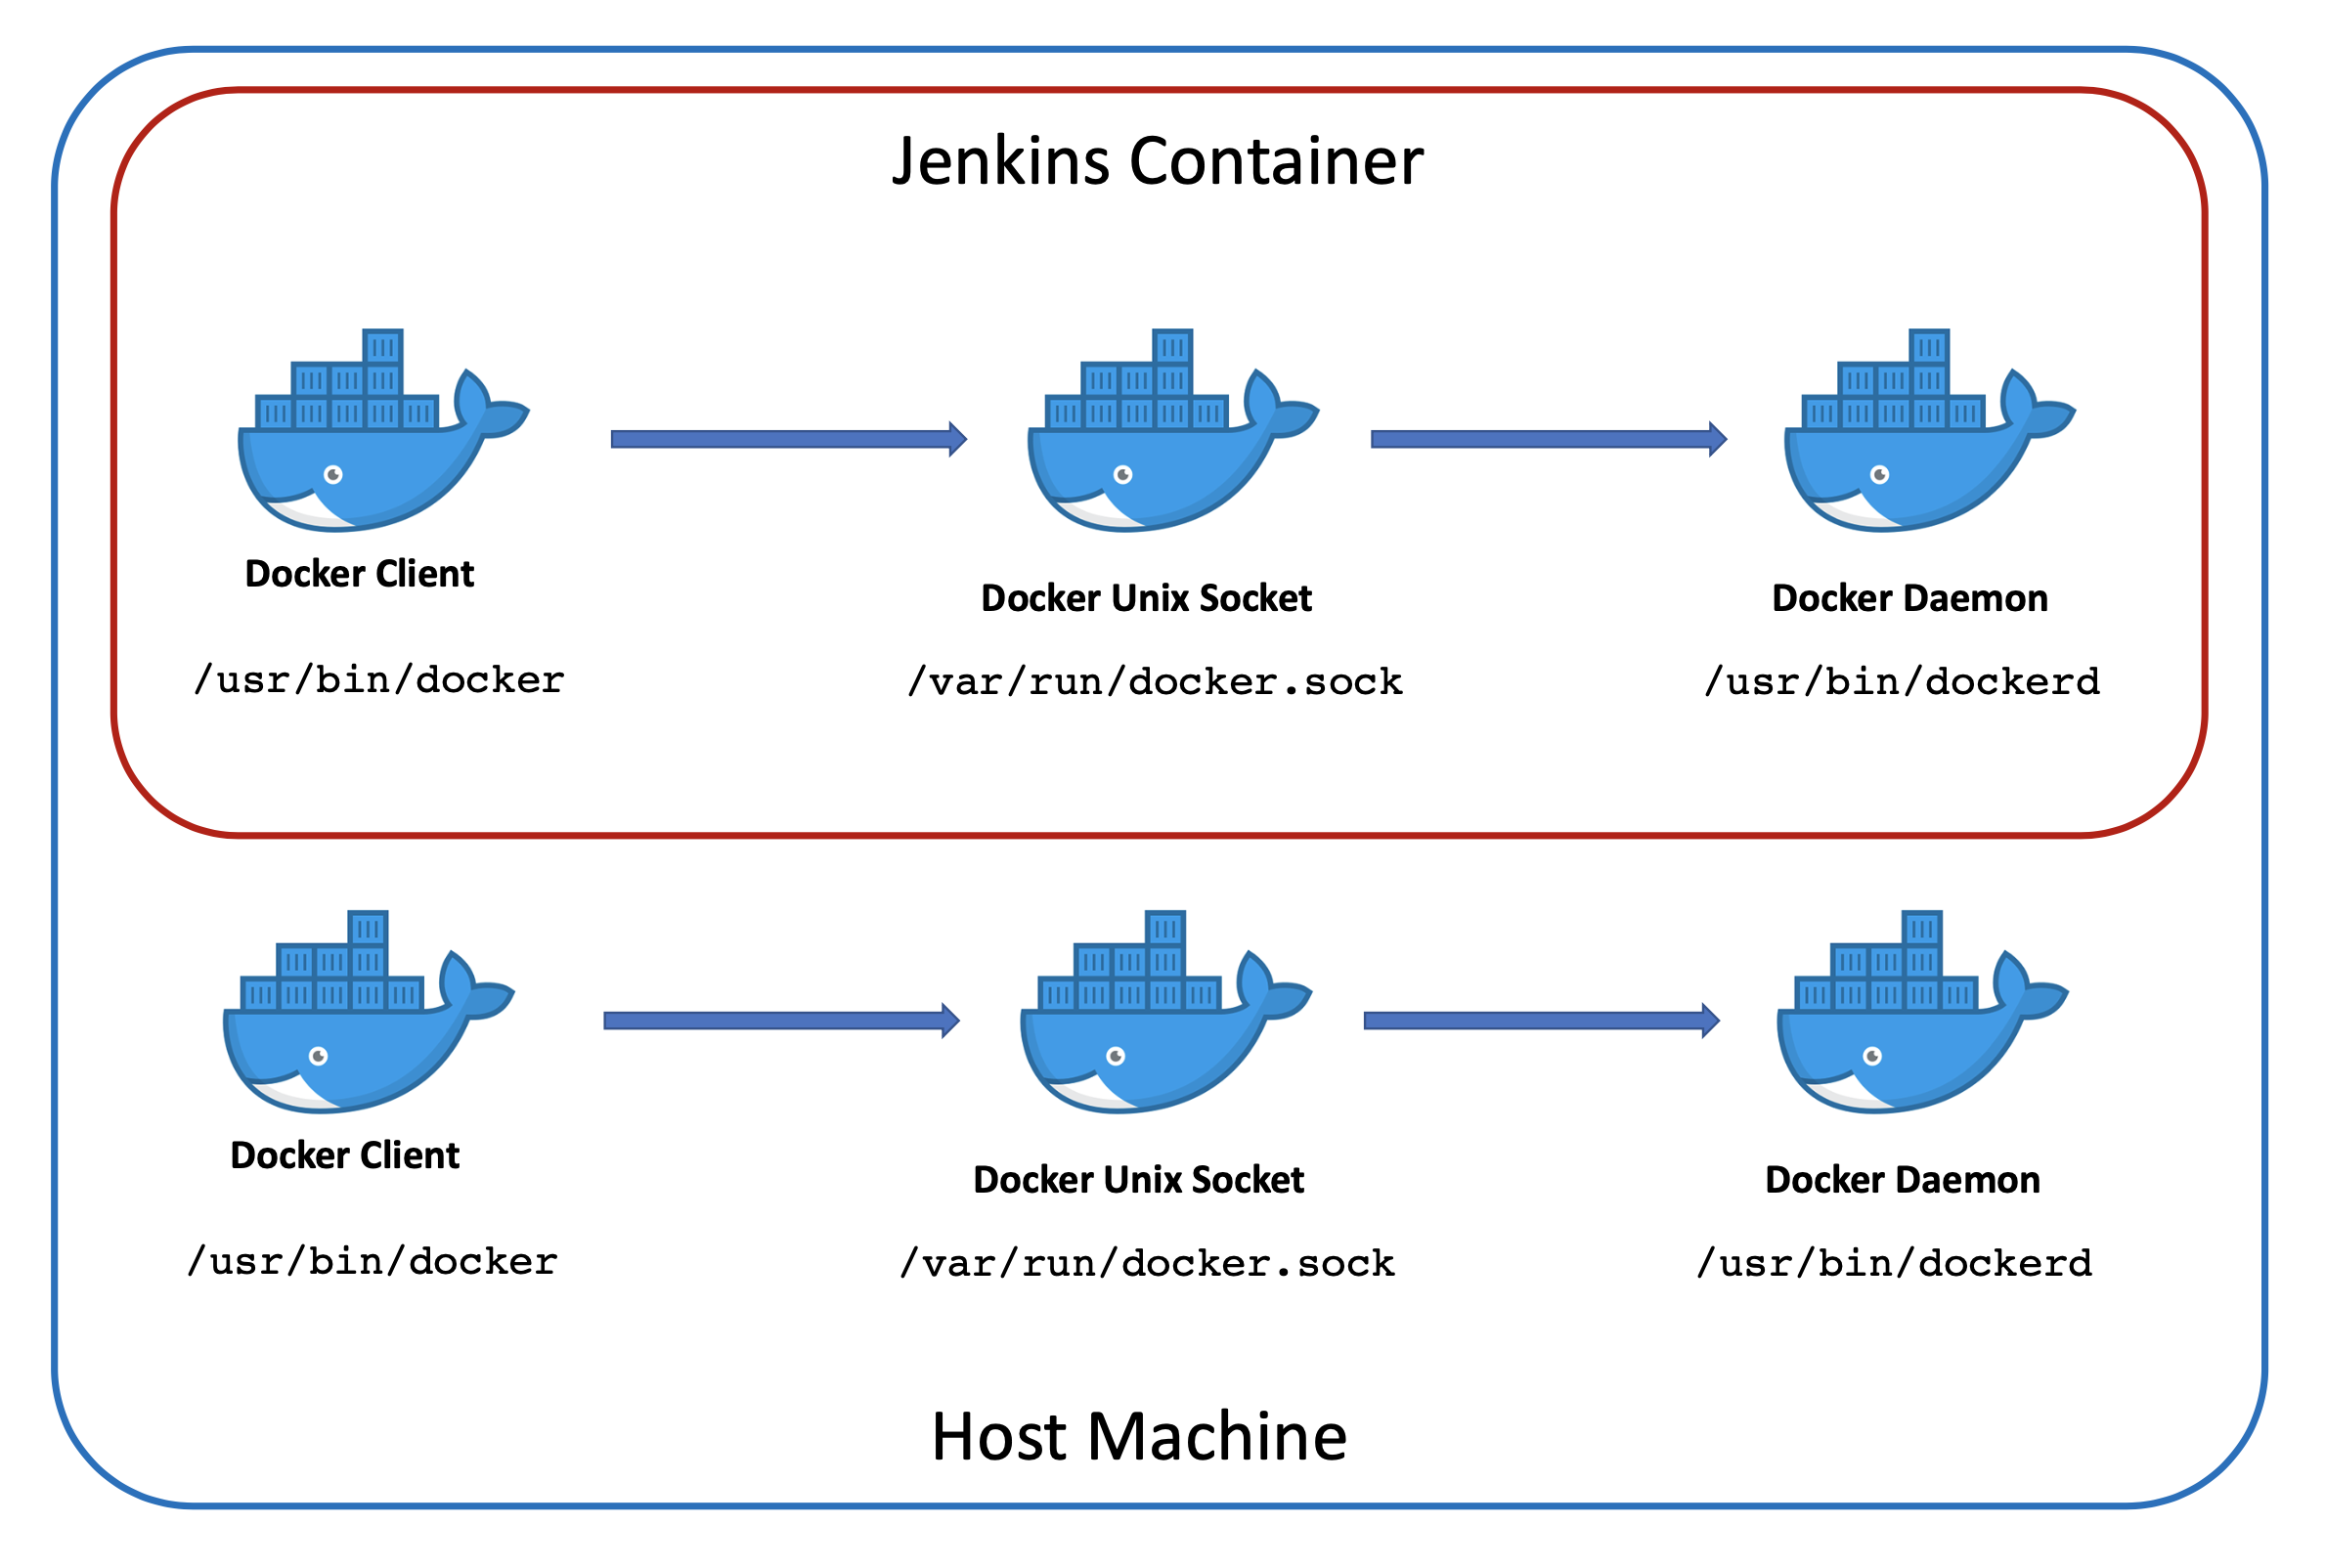 Jenkins Container
Docker Client
Docker Unix Socket
Docker Daemon
/usr/bin/docker
/var/run/docker.sock
/usr/bin/dockerd
Docker Client
Docker Unix Socket
Docker Daemon
/usr/bin/docker
/var/run/docker.sock
/usr/bin/dockerd
Host Machine